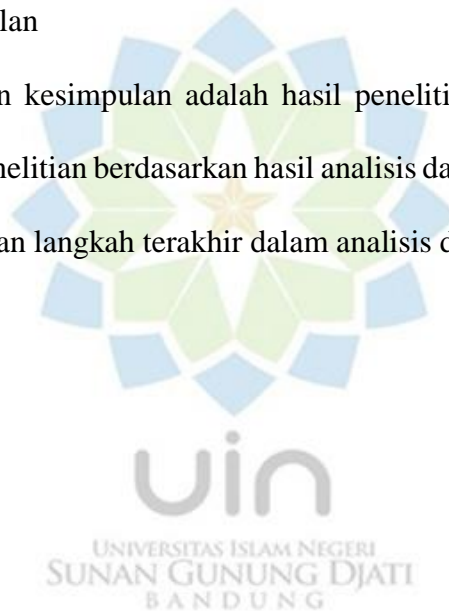 lan
n kesimpulan adalah hasil peneliti
nelitian berdasarkan hasil analisis da
an langkah terakhir dalam analisis d
uin
UNIVERSITAS ISLAM NEGERI
SUNAN GUNUNG DJATI
BANDUNG